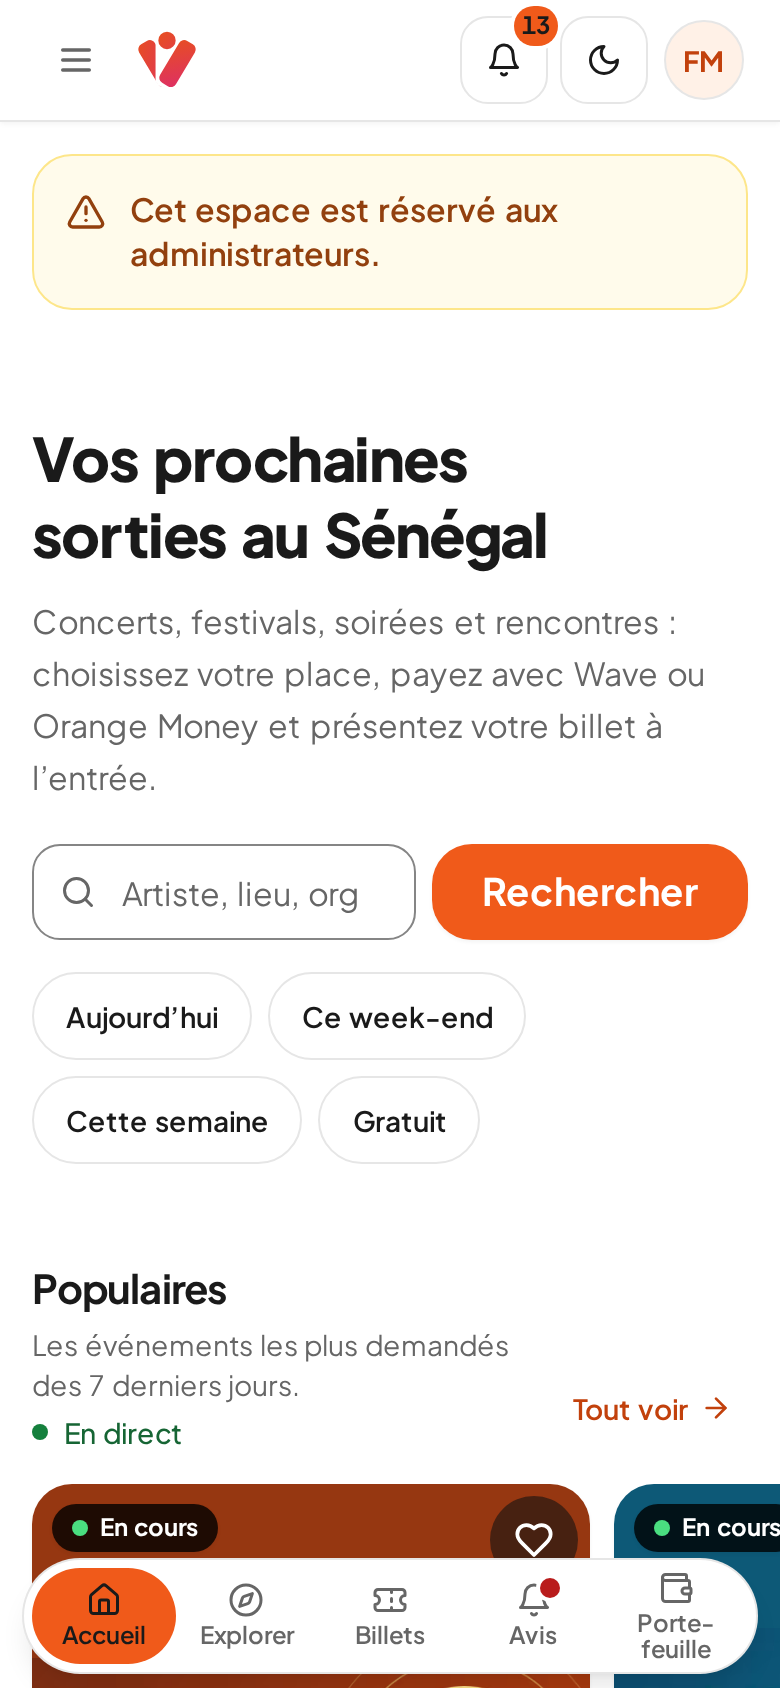 13
FM
Cet espace est réservé aux
administrateurs.
Vos prochaines
sorties au Sénégal
Concerts, festivals, soirées et rencontres :
choisissez votre place, payez avec Wave ou
Orange Money et présentez votre billet à
l’entrée.
Artiste, lieu, org
Rechercher
Aujourd’hui
Ce week-end
Cette semaine
Gratuit
Populaires
Les événements les plus demandés
des 7 derniers jours.
En direct
Tout voir
En cours
En cours
Accueil
Explorer
Billets
Avis
Porte-
feuille